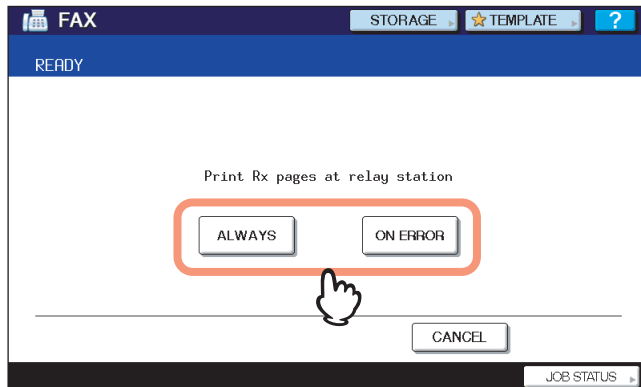 FAX STORAGE TEMPLATE ?
READY
Print Rx pages at relay station
ALWAYS ON ERROR
CANCEL
JOB STATUS